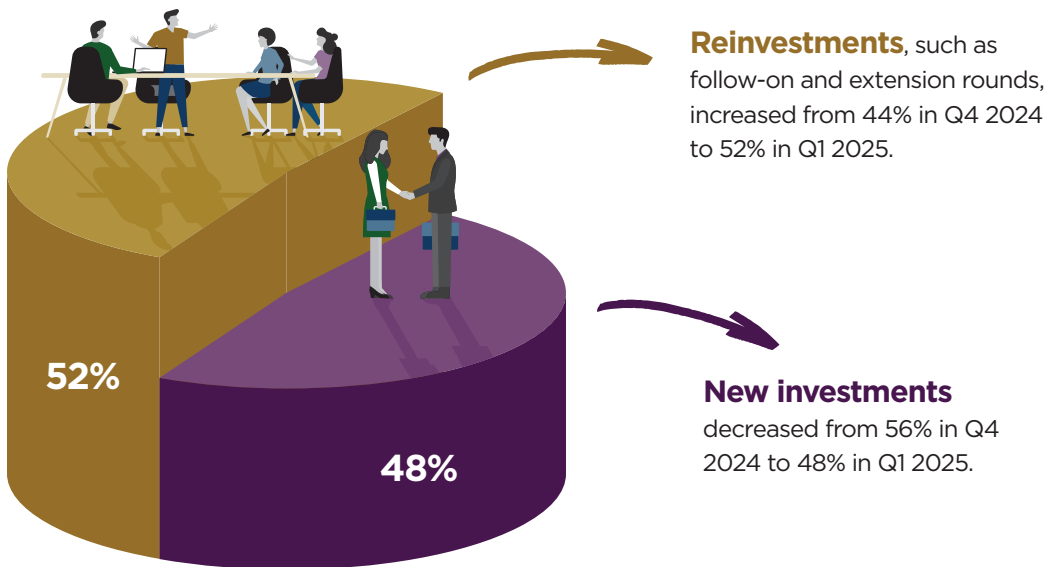 Reinvestments, such as
follow-on and extension rounds,
increased from 44% in Q4 2024
to 52% in Q1 2025.
52%
New investments
decreased from 56% in Q4
2024 to 48% in Q1 2025.
48%